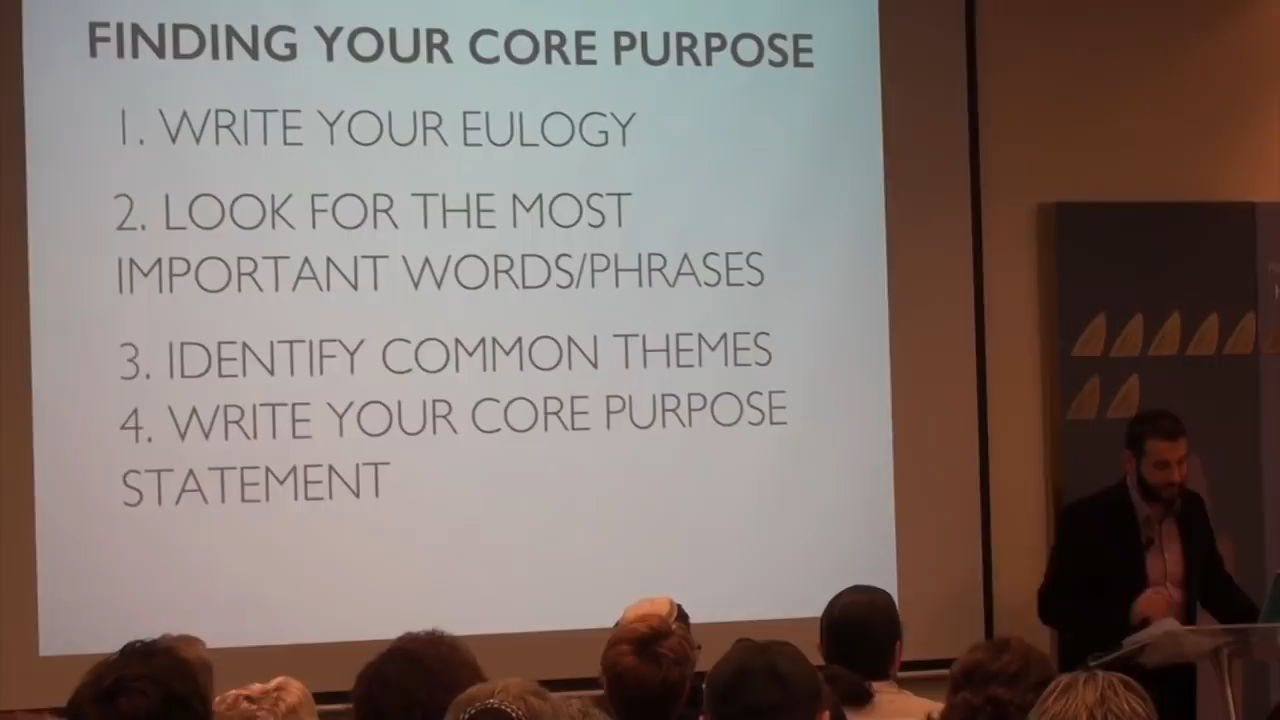 FINDING YOUR CORE PURPOSE
1. WRITE YOUR EULOGY
2. LOOK FOR THE MOST
IMPORTANT WORDS/PHRASES
3. IDENTIFY COMMON THEMES
4. WRITE YOUR CORE PURPOSE
STATEMENT